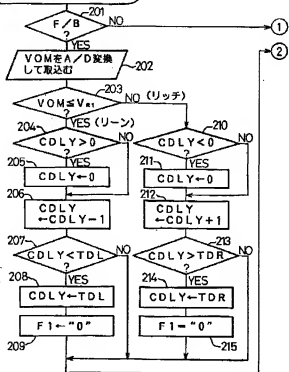 201
F/B
?
NO
①
YES
②
VOMをA/D変換
して取込む
202
203
VOM≦VR1
?
NO (リッチ)
YES (リーン)
204
CDLY>0
?
NO
YES
210
CDLY<0
?
NO
YES
205
CDLY←0
211
CDLY←0
206
CDLY
←CDLY-1
212
CDLY
←CDLY+1
207
CDLY<TDL
?
NO
YES
213
CDLY>TDR
?
NO
YES
208
CDLY←TDL
214
CDLY←TDR
F1←"0"
209
F1="0"
215